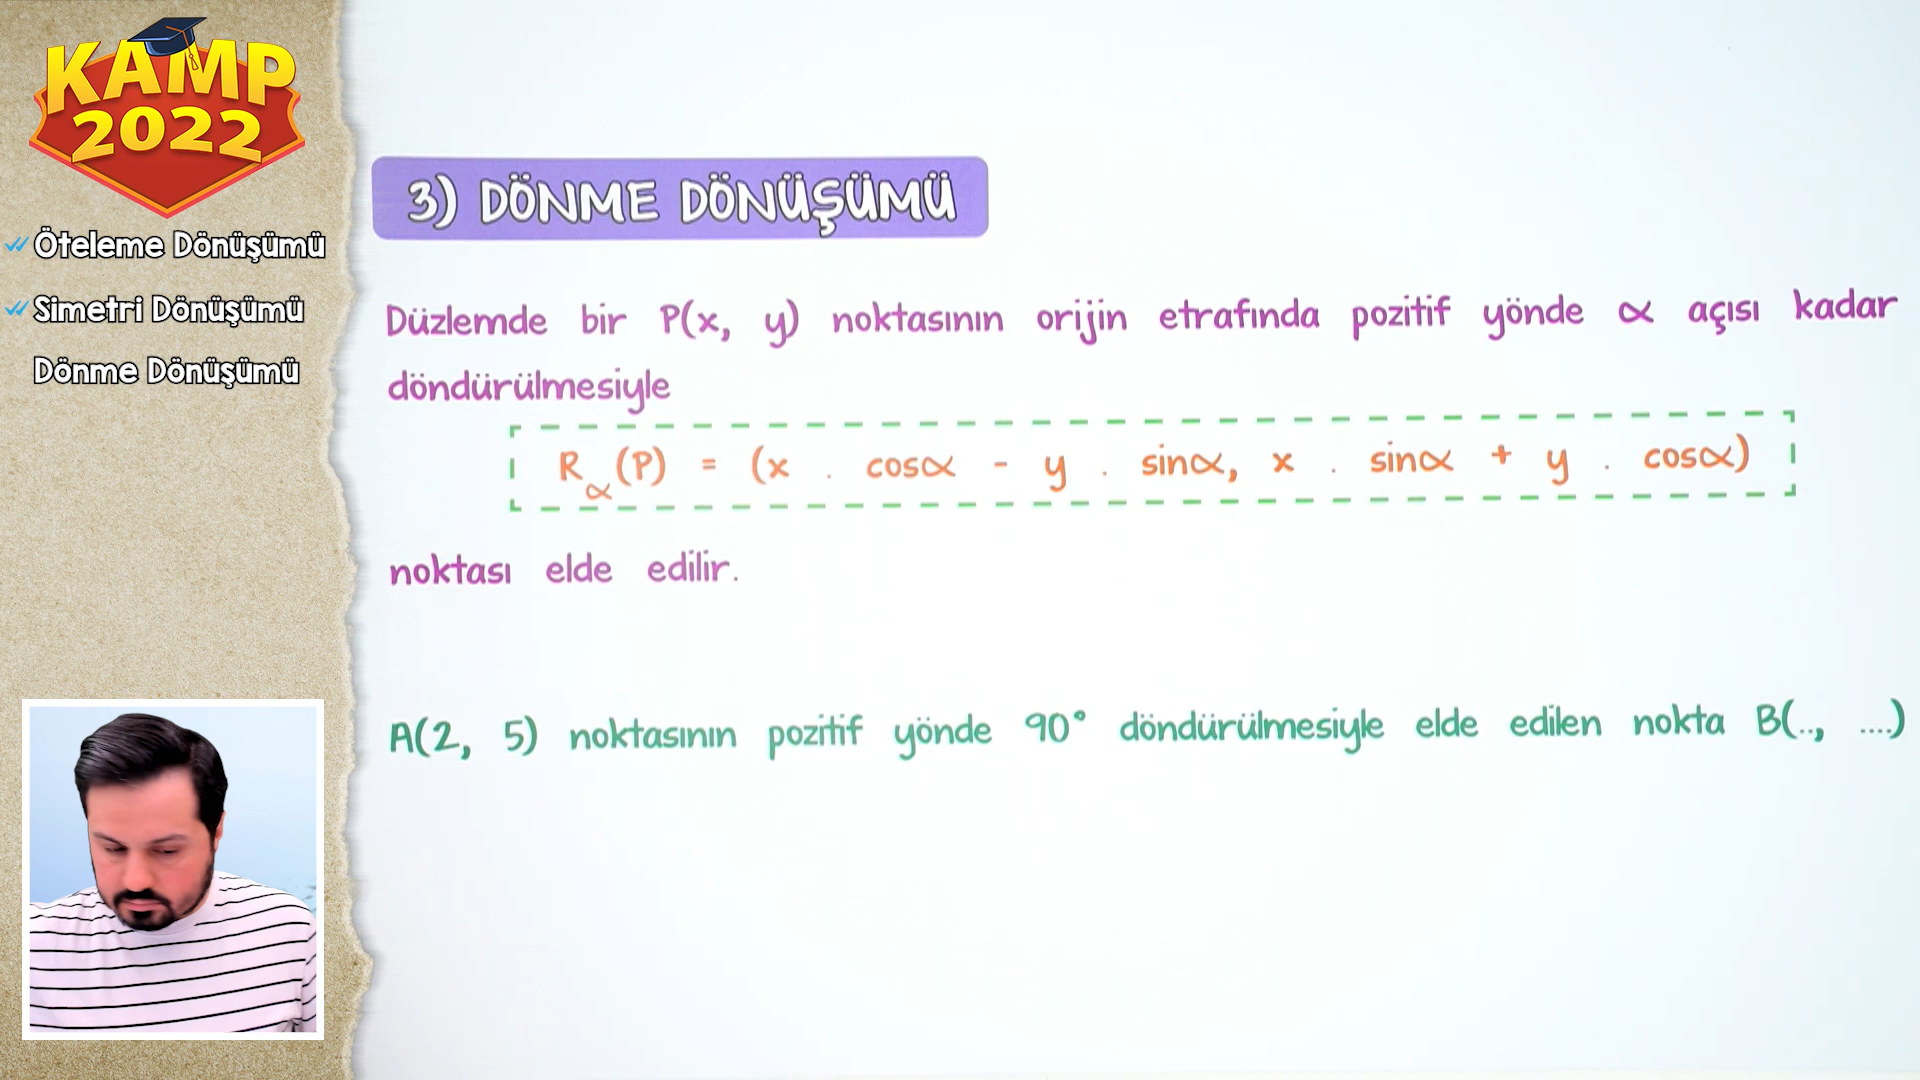 KAMP
2022
Öteleme Dönüşümü
Simetri Dönüşümü
Dönme Dönüşümü
3) DÖNME DÖNÜŞÜMÜ
Düzlemde bir P(x, y) noktasının orijin etrafında pozitif yönde α açısı kadar
döndürülmesiyle
Rα(P) = (x . cosα - y . sinα, x . sinα + y . cosα)
noktası elde edilir.
A(2, 5) noktasının pozitif yönde 90° döndürülmesiyle elde edilen nokta B(.., ....)